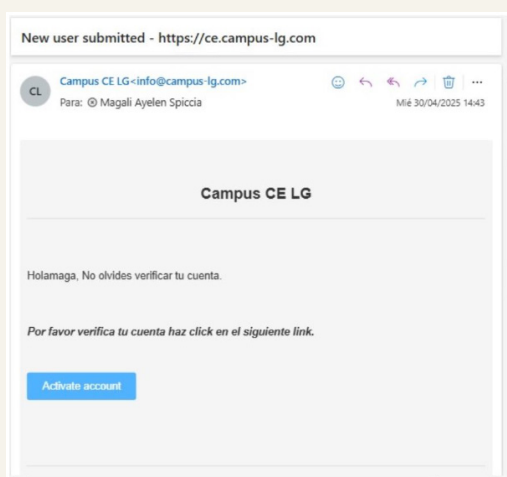 New user submitted - https://ce.campus-lg.com
CL
Campus CE LG<info@campus-lg.com>
Para: Magali Ayelen Spiccia
Mié 30/04/2025 14:43
Campus CE LG
Holamaga, No olvides verificar tu cuenta.
Por favor verifica tu cuenta haz click en el siguiente link.
Activate account